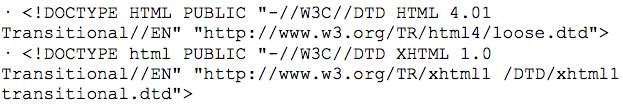 · <!DOCTYPE HTML PUBLIC "-//W3C//DTD HTML 4.01
Transitional//EN" "http://www.w3.org/TR/html4/loose.dtd">
· <!DOCTYPE html PUBLIC "-//W3C//DTD XHTML 1.0
Transitional//EN" "http://www.w3.org/TR/xhtml1 /DTD/xhtml1
transitional.dtd">